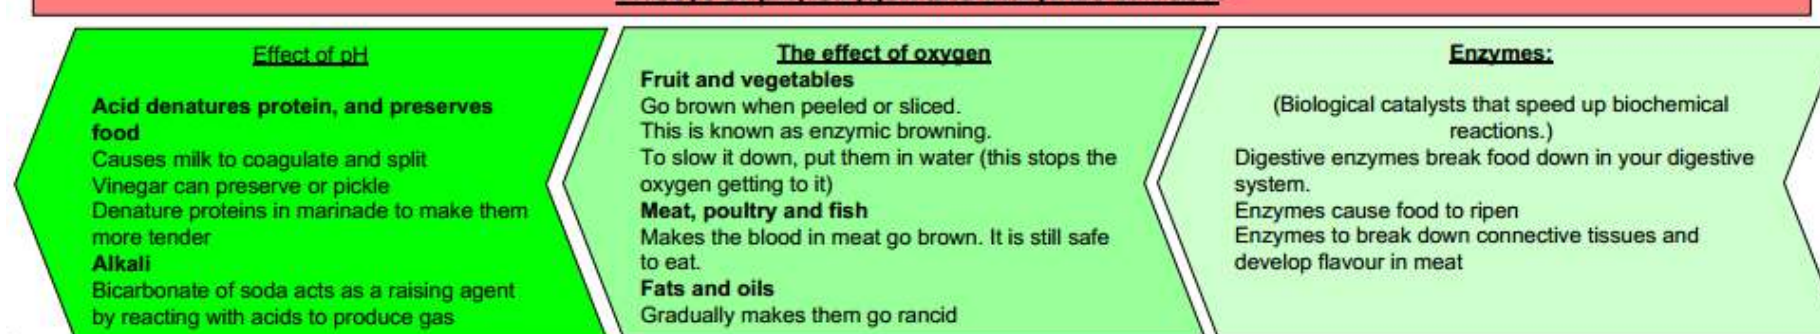 Effect of pH
Acid denatures protein, and preserves
food
Causes milk to coagulate and split
Vinegar can preserve or pickle
Denature proteins in marinade to make them
more tender
Alkali
Bicarbonate of soda acts as a raising agent
by reacting with acids to produce gas
The effect of oxygen
Fruit and vegetables
Go brown when peeled or sliced.
This is known as enzymic browning.
To slow it down, put them in water (this stops the
oxygen getting to it)
Meat, poultry and fish
Makes the blood in meat go brown. It is still safe
to eat.
Fats and oils
Gradually makes them go rancid
Enzymes:
(Biological catalysts that speed up biochemical
reactions.)
Digestive enzymes break food down in your digestive
system.
Enzymes cause food to ripen
Enzymes to break down connective tissues and
develop flavour in meat